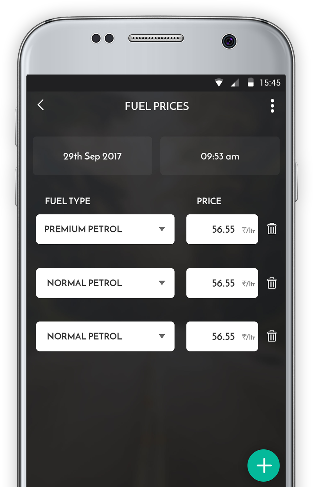 15:45
FUEL PRICES
29th Sep 2017 09:53 am
FUEL TYPE PRICE
PREMIUM PETROL 56.55 ₹/ltr
NORMAL PETROL 56.55 ₹/ltr
NORMAL PETROL 56.55 ₹/ltr